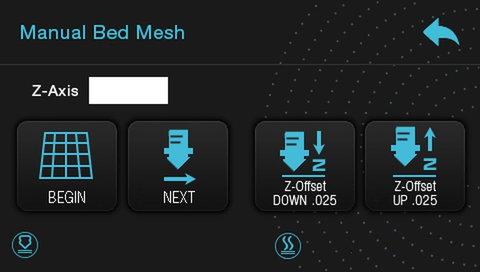 Manual Bed Mesh
Z-Axis
BEGIN
NEXT
Z
Z-Offset
DOWN .025
Z
Z-Offset
UP .025